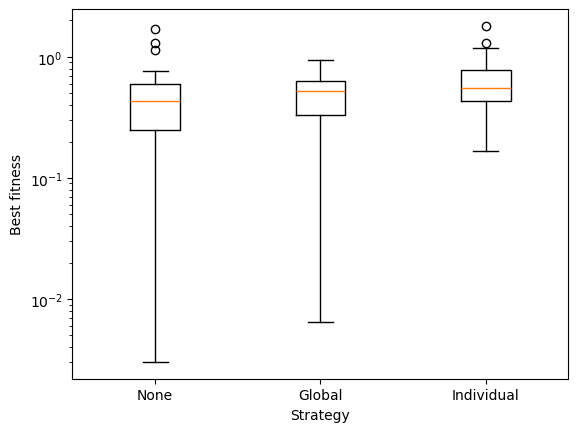 10⁰
10⁻¹
10⁻²
Best fitness
None Global Individual
Strategy